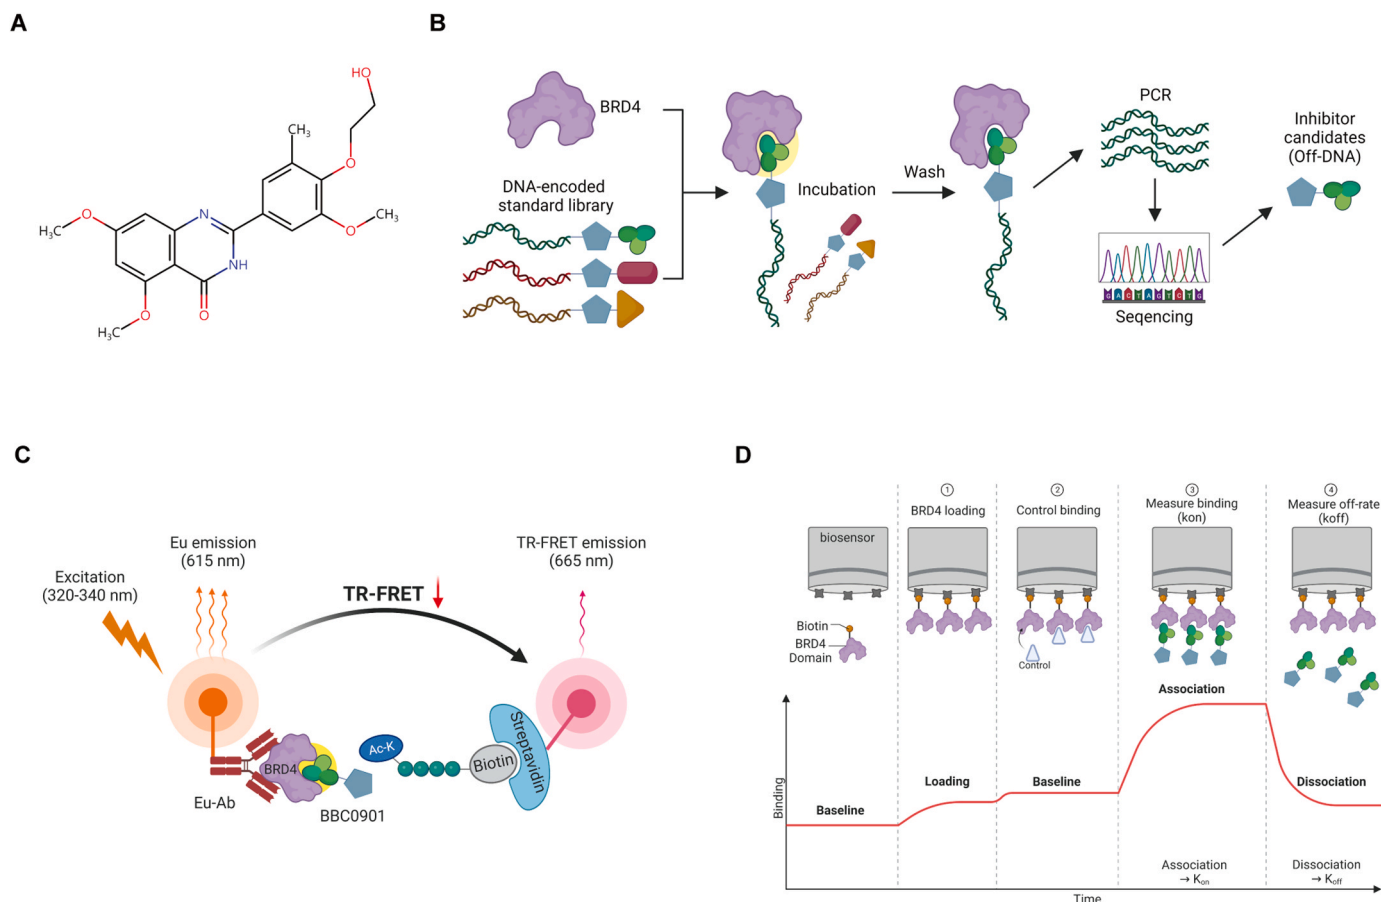 A
HO
CH₃
O
O
CH₃
H₃C
O
N
NH
O
O
H₃C
B
BRD4
DNA-encoded
standard library
Incubation
Wash
PCR
Seqencing
G A C T A G T C T G
Inhibitor
candidates
(Off-DNA)
C
Excitation
(320-340 nm)
Eu emission
(615 nm)
TR-FRET
TR-FRET emission
(665 nm)
Eu-Ab
BRD4
BBC0901
Ac-K
Biotin
Streptavidin
D
biosensor
Biotin
BRD4
Domain
1
BRD4 loading
2
Control binding
Control
3
Measure binding
(kon)
4
Measure off-rate
(koff)
Binding
Baseline
Loading
Baseline
Association
Dissociation
Association
→ Kon
Dissociation
→ Koff
Time